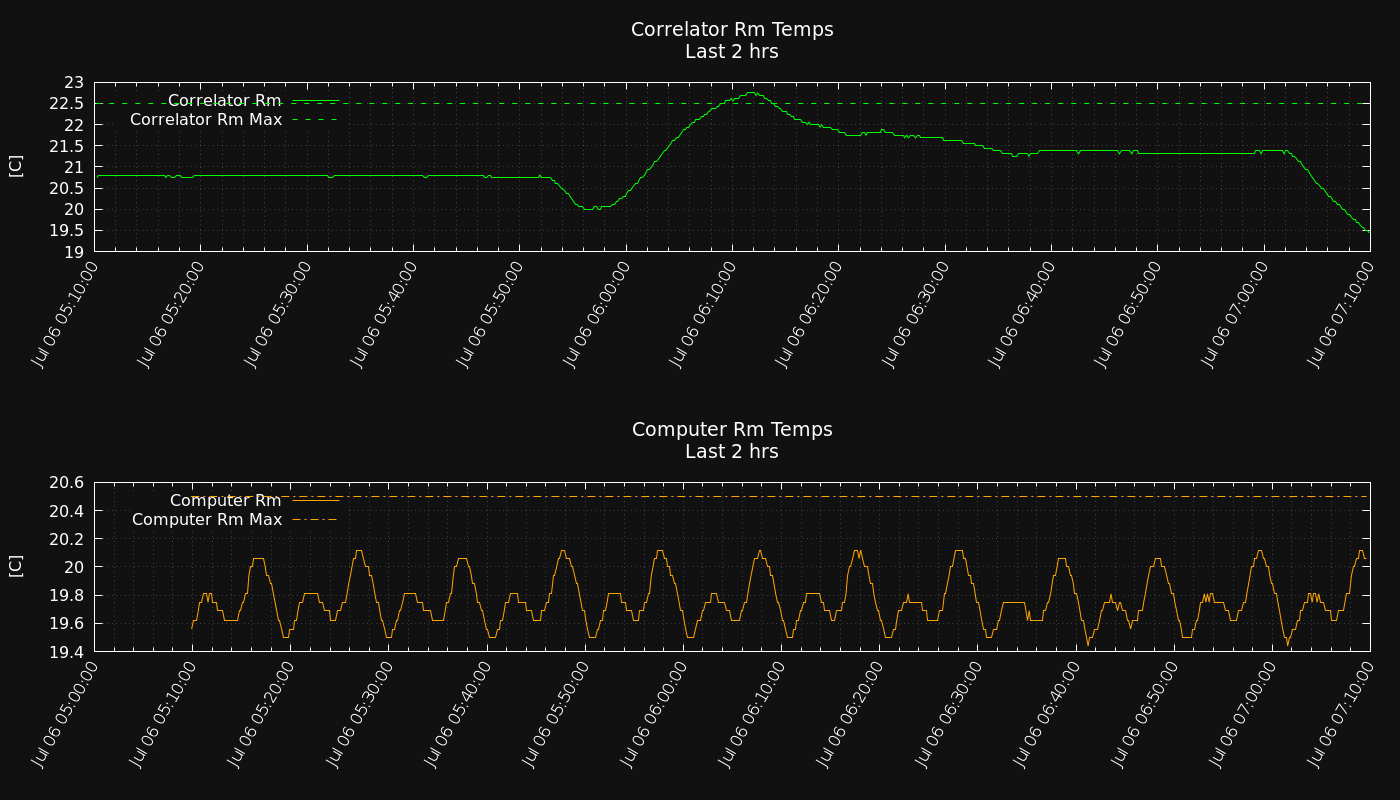 Correlator Rm Temps
Last 2 hrs
23
22.5
22
21.5
21
20.5
20
19.5
19
[C]
Correlator Rm
Correlator Rm Max
Jul 06 05:10:00
Jul 06 05:20:00
Jul 06 05:30:00
Jul 06 05:40:00
Jul 06 05:50:00
Jul 06 06:00:00
Jul 06 06:10:00
Jul 06 06:20:00
Jul 06 06:30:00
Jul 06 06:40:00
Jul 06 06:50:00
Jul 06 07:00:00
Jul 06 07:10:00
Computer Rm Temps
Last 2 hrs
20.6
20.4
20.2
20
19.8
19.6
19.4
[C]
Computer Rm
Computer Rm Max
Jul 06 05:00:00
Jul 06 05:10:00
Jul 06 05:20:00
Jul 06 05:30:00
Jul 06 05:40:00
Jul 06 05:50:00
Jul 06 06:00:00
Jul 06 06:10:00
Jul 06 06:20:00
Jul 06 06:30:00
Jul 06 06:40:00
Jul 06 06:50:00
Jul 06 07:00:00
Jul 06 07:10:00